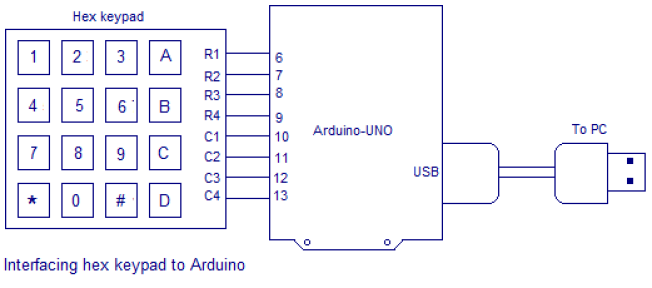 Hex keypad
1 2 3 A
4 5 6 B
7 8 9 C
* 0 # D
R1
R2
R3
R4
C1
C2
C3
C4
6
7
8
9
10
11
12
13
Arduino-UNO
USB
To PC
Interfacing hex keypad to Arduino